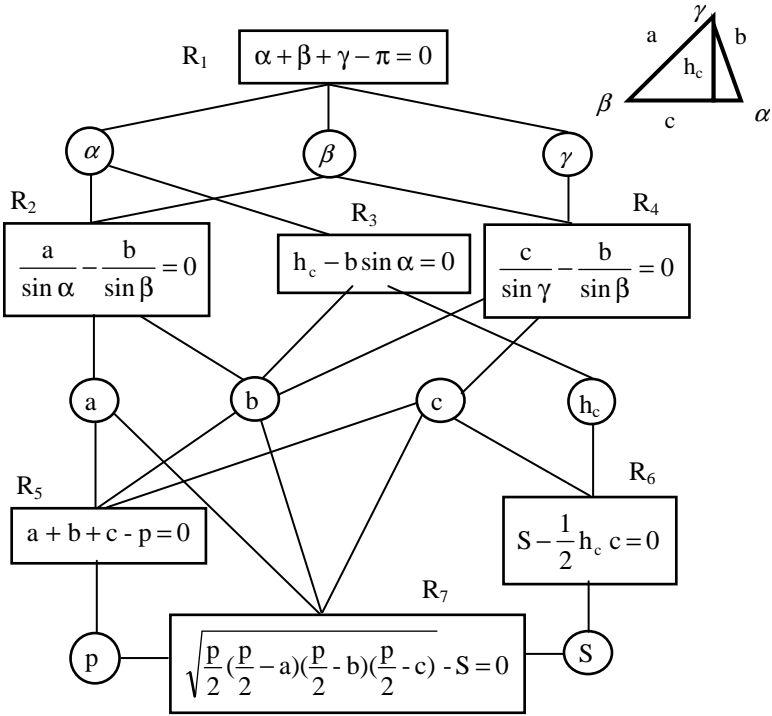 R₁
α + β + γ − π = 0
γ
a
b
h_c
β
c
α
α
β
γ
R₂
R₃
R₄
a/sin α − b/sin β = 0
h_c − b sin α = 0
c/sin γ − b/sin β = 0
a
b
c
h_c
R₅
R₆
a + b + c - p = 0
S − 1/2 h_c c = 0
R₇
p
√(p/2 (p/2 − a)(p/2 - b)(p/2 - c)) - S = 0
S